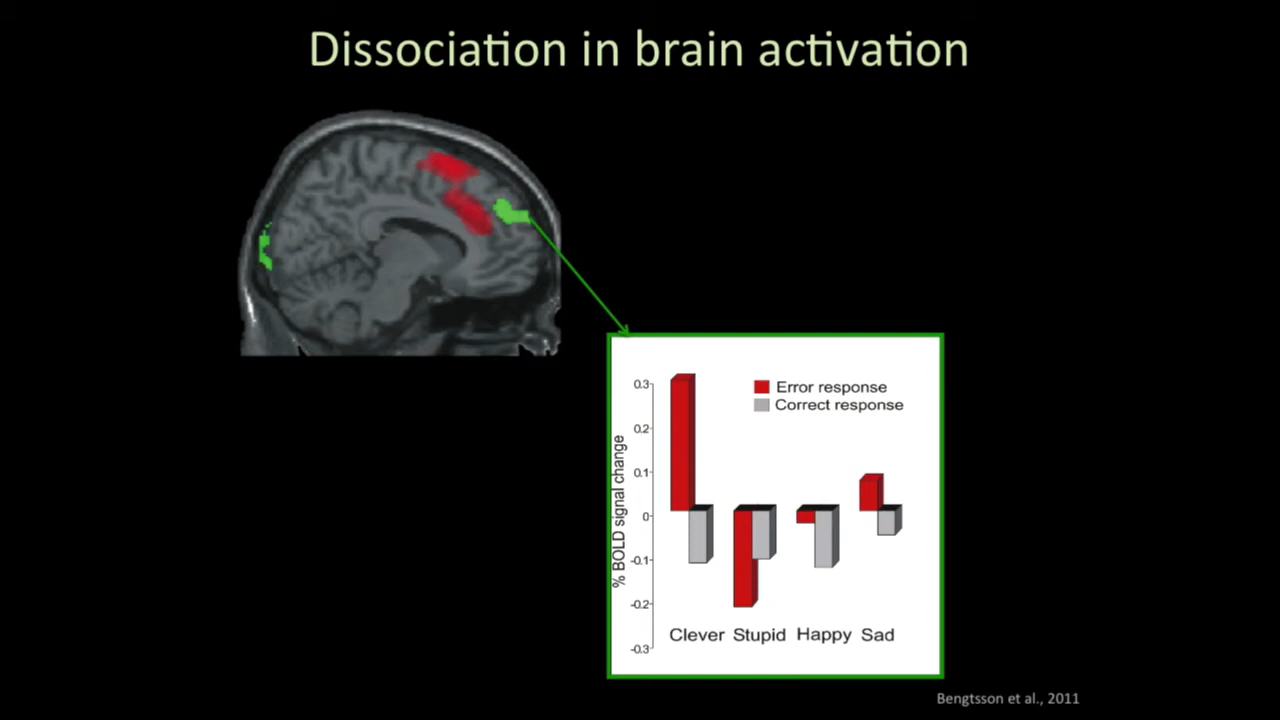 Dissociation in brain activation
0.3
0.2
0.1
0
-0.1
-0.2
-0.3
% BOLD signal change
Error response
Correct response
Clever Stupid Happy Sad
Bengtsson et al., 2011